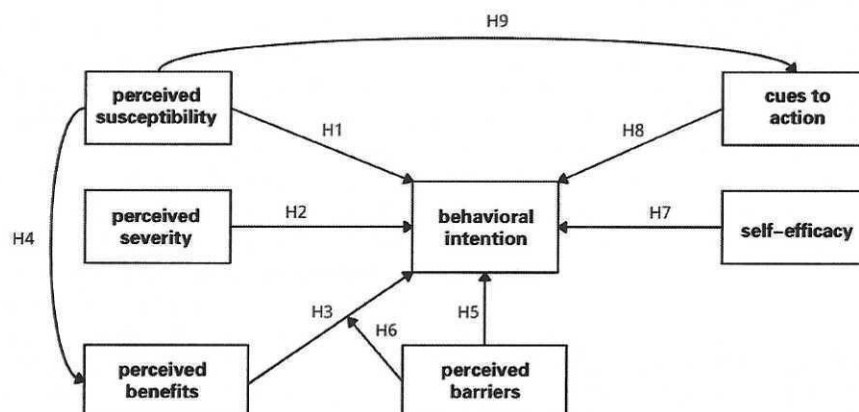 H9
perceived
susceptibility
cues to
action
H1
H8
perceived
severity
H2
behavioral
intention
H7
self–efficacy
H4
H3
H6
H5
perceived
benefits
perceived
barriers